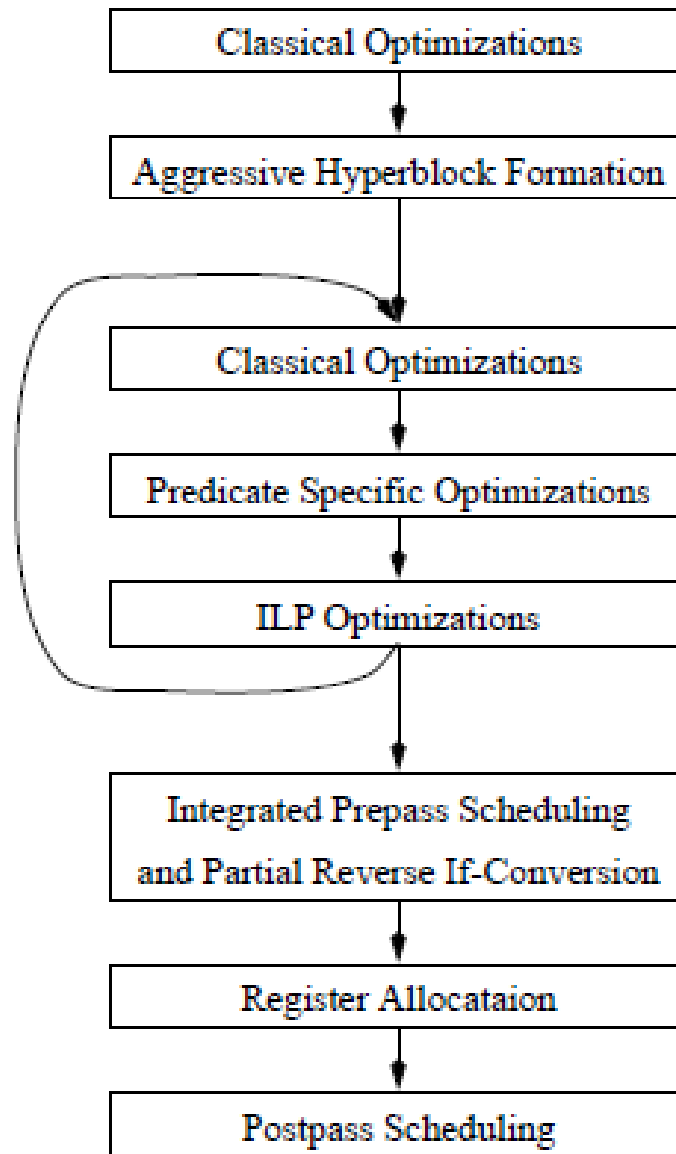 Classical Optimizations
Aggressive Hyperblock Formation
Classical Optimizations
Predicate Specific Optimizations
ILP Optimizations
Integrated Prepass Scheduling
and Partial Reverse If-Conversion
Register Allocataion
Postpass Scheduling